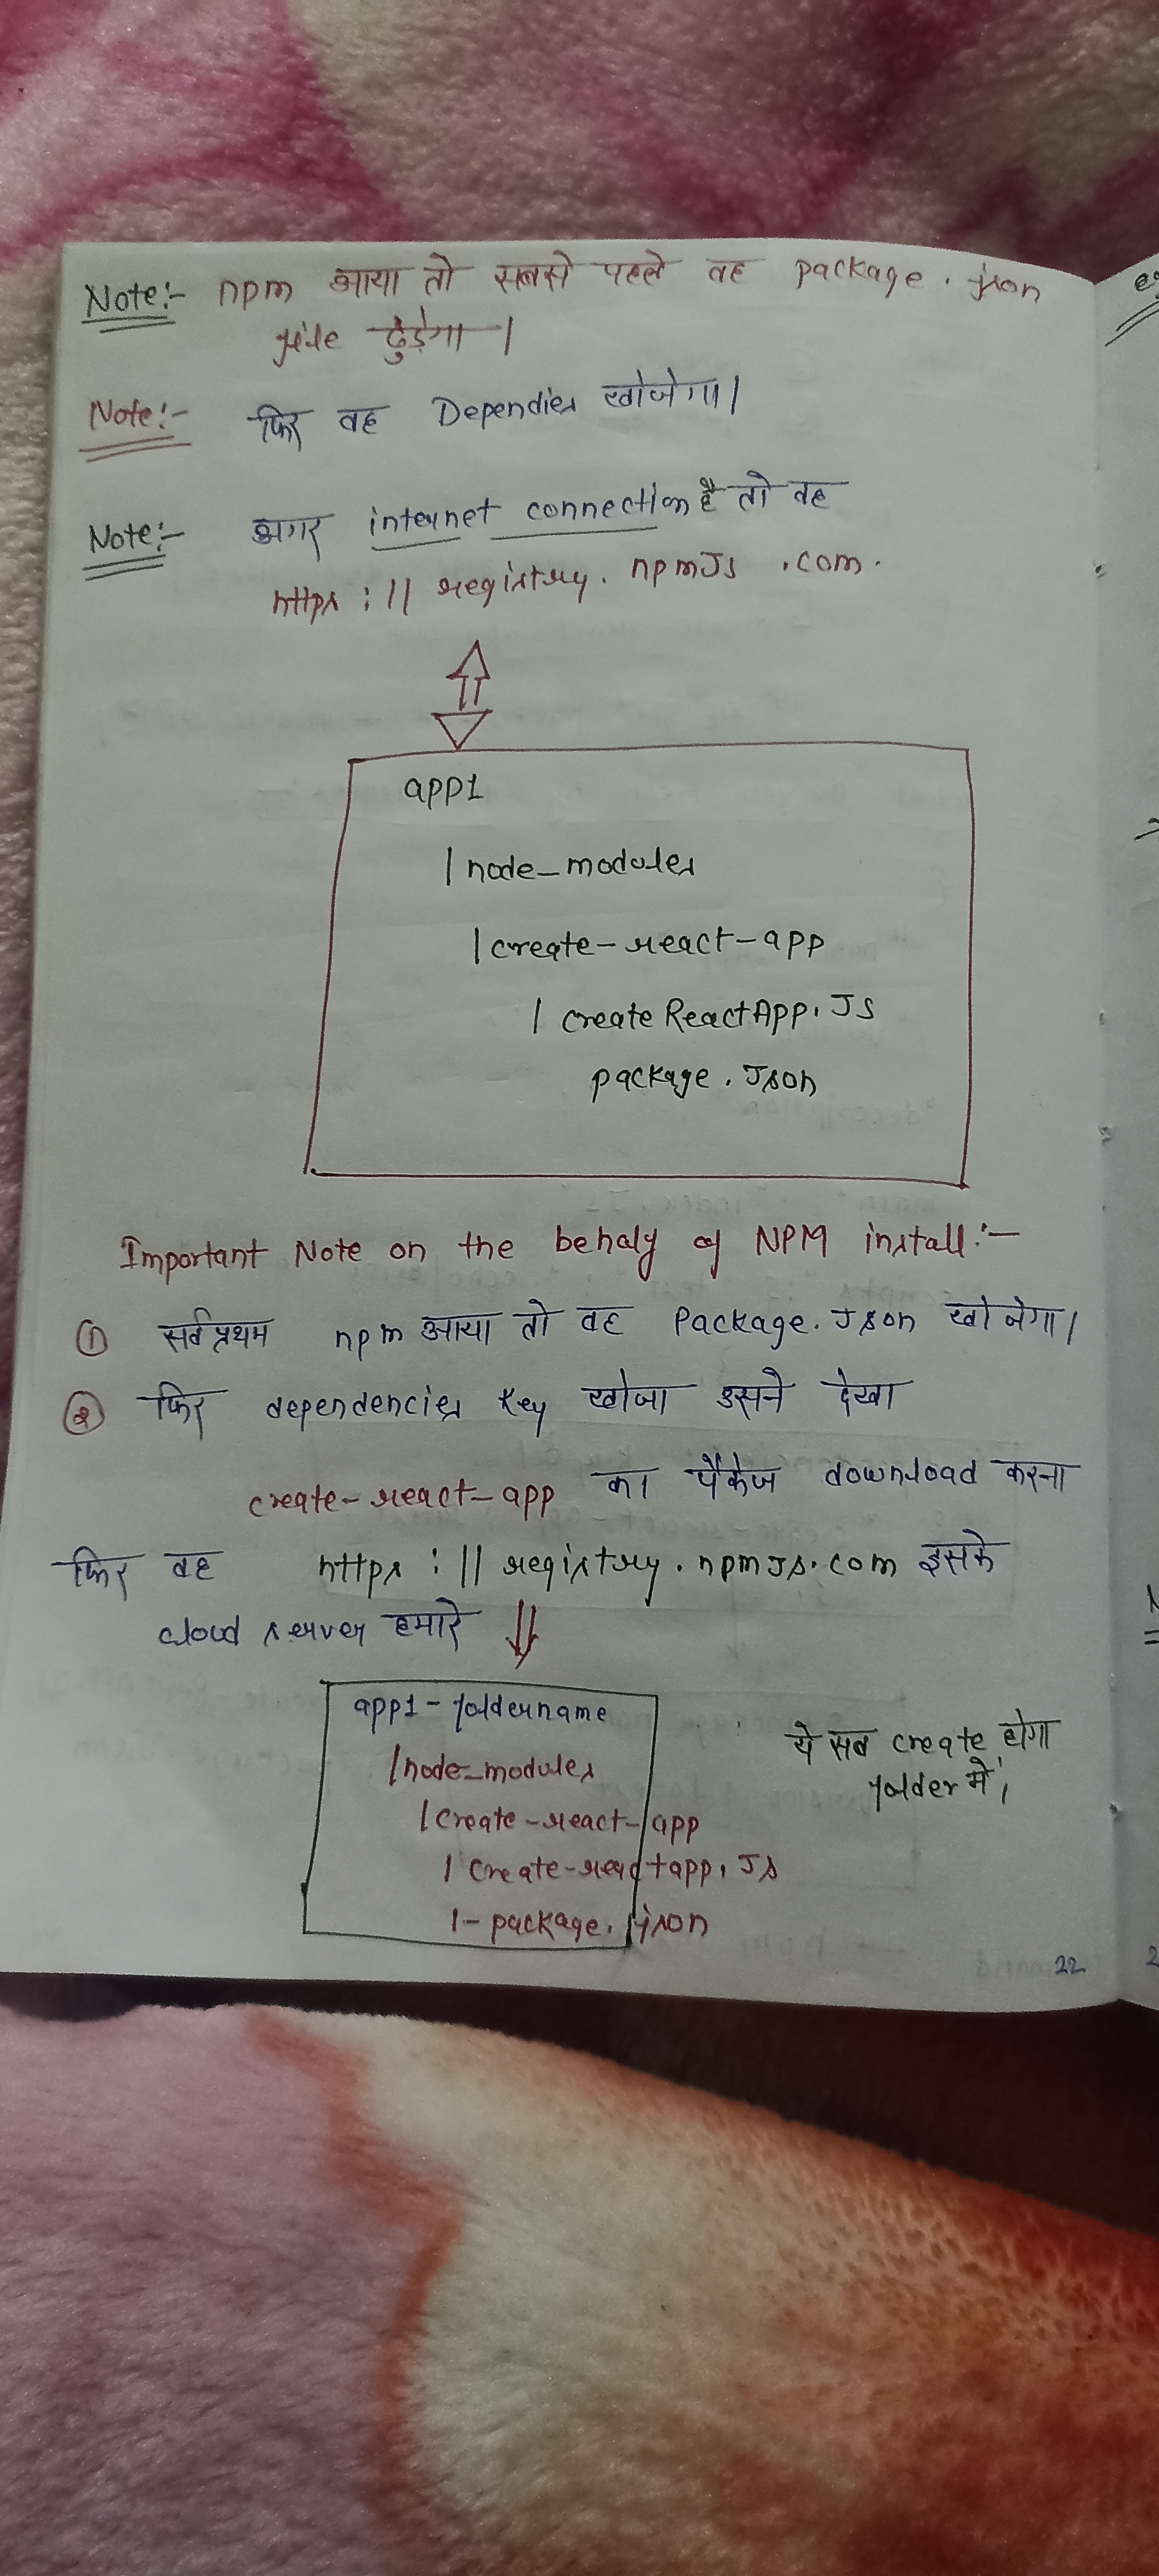 Note:- npm आया तो सबसे पहले वह package.json
file ढुंड़ेगा।
Note:- फिर वह Dependies खोजेगा।
Note:- अगर internet connection है तो वह
https://registry.npmJs.com.
app1
|node_modules
|create-react-app
|createReactApp.JS
package.Json
Important Note on the behalf of NPM install:-
① सर्वप्रथम npm आया तो वह Package.Json खोजेगा।
② फिर dependencies key खोजा उसने देखा
create-react-app का पैकेज download करना
फिर वह https://registry.npmJs.com इसके
cloud server हमारे
app1-foldername
|node_modules
|create-react-app
|create-reactapp.Js
|-package.json
ये सब create होगा
folder में।
22